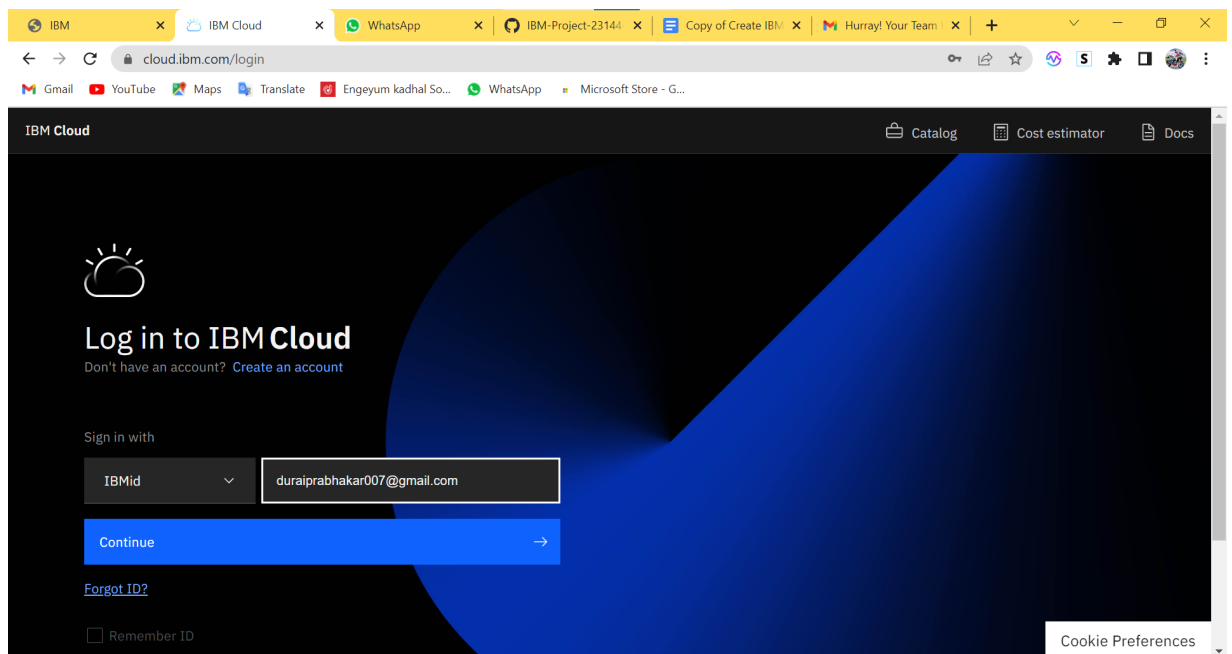 IBM
IBM Cloud
WhatsApp
IBM-Project-23144
Copy of Create IBM
Hurray! Your Team
cloud.ibm.com/login
S
Gmail
YouTube
Maps
Translate
Engeyum kadhal So...
WhatsApp
Microsoft Store - G...
IBM Cloud
Catalog
Cost estimator
Docs
Log in to IBM Cloud
Don't have an account? Create an account
Sign in with
IBMid
duraiprabhakar007@gmail.com
Continue
Forgot ID?
Remember ID
Cookie Preferences